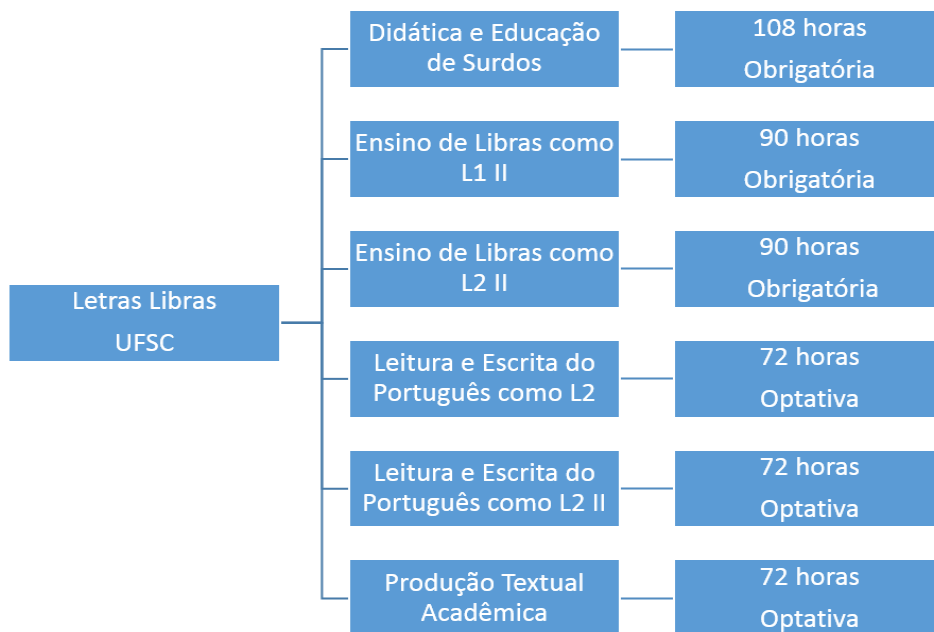 Letras Libras
UFSC
Didática e Educação
de Surdos
108 horas
Obrigatória
Ensino de Libras como
L1 II
90 horas
Obrigatória
Ensino de Libras como
L2 II
90 horas
Obrigatória
Leitura e Escrita do
Português como L2
72 horas
Optativa
Leitura e Escrita do
Português como L2 II
72 horas
Optativa
Produção Textual
Acadêmica
72 horas
Optativa